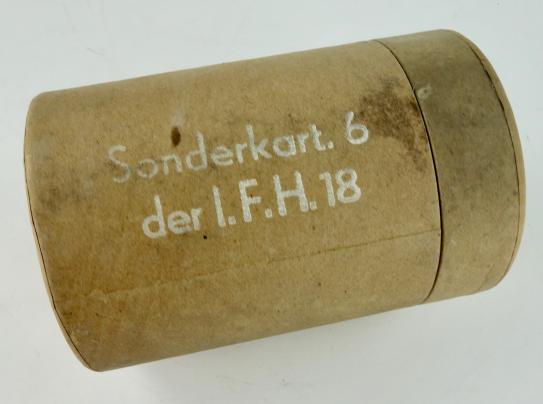 Sonderkart. 6
der l.F.H. 18